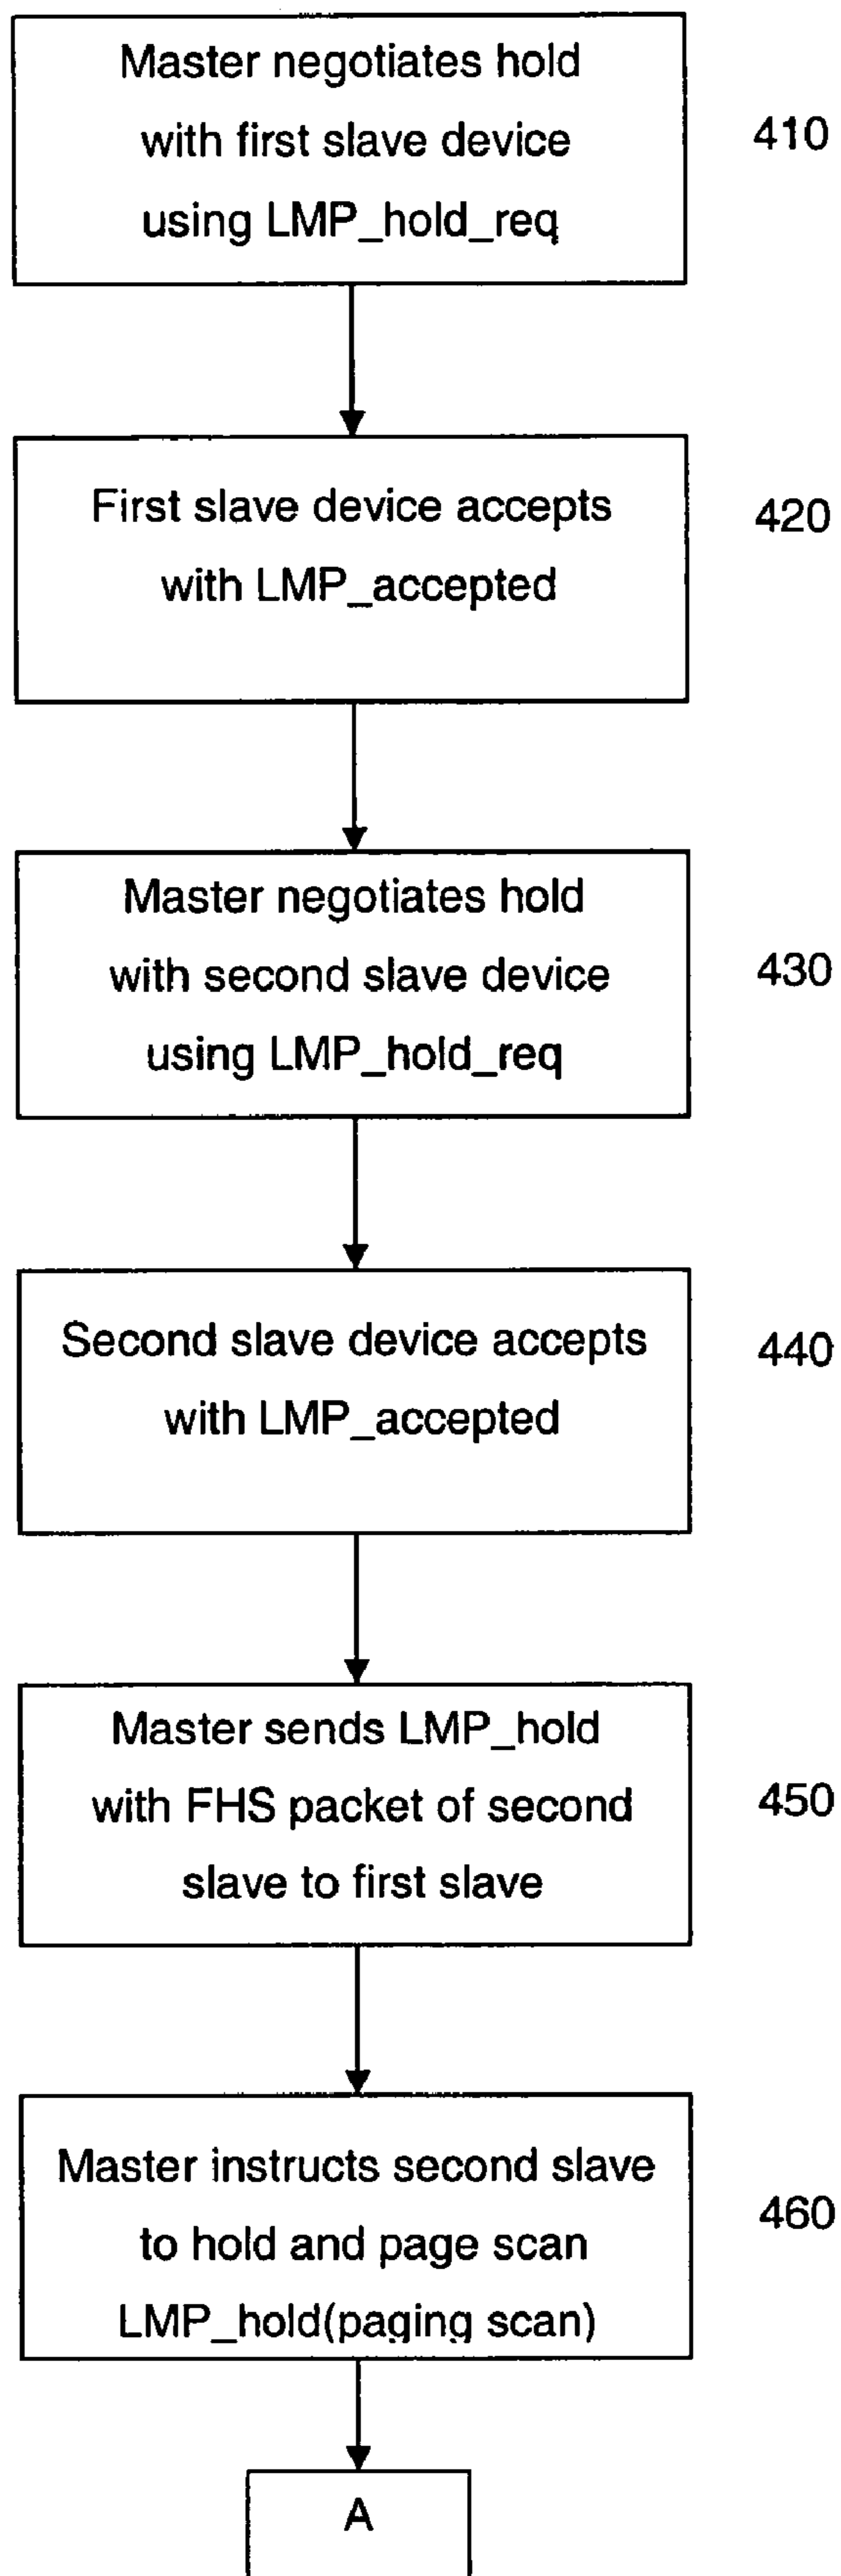 Master negotiates hold
with first slave device
using LMP_hold_req
410
First slave device accepts
with LMP_accepted
420
Master negotiates hold
with second slave device
using LMP_hold_req
430
Second slave device accepts
with LMP_accepted
440
Master sends LMP_hold
with FHS packet of second
slave to first slave
450
Master instructs second slave
to hold and page scan
LMP_hold(paging scan)
460
A